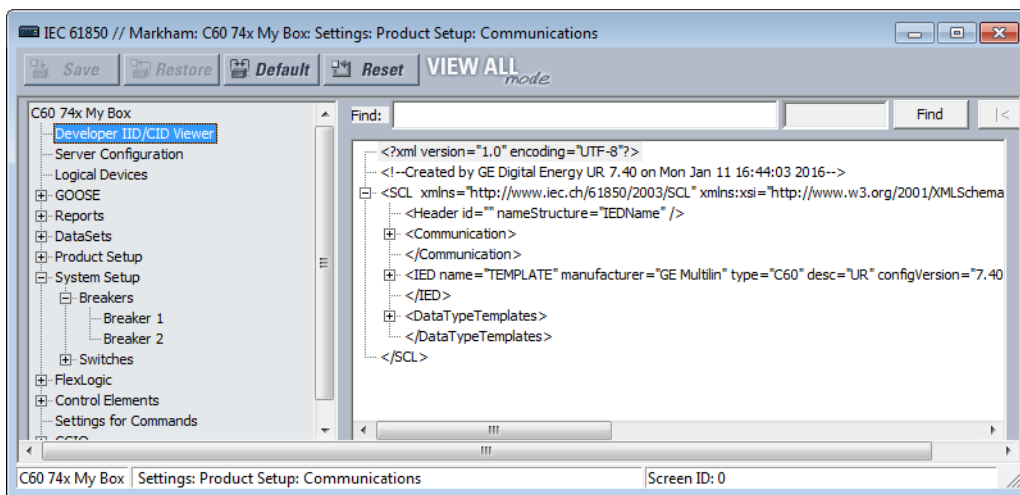 IEC 61850 // Markham: C60 74x My Box: Settings: Product Setup: Communications
Save Restore Default Reset VIEW ALL mode
C60 74x My Box
Developer IID/CID Viewer
Server Configuration
Logical Devices
GOOSE
Reports
DataSets
Product Setup
System Setup
Breakers
Breaker 1
Breaker 2
Switches
FlexLogic
Control Elements
Settings for Commands
Find: Find |<
<?xml version="1.0" encoding="UTF-8"?>
<!--Created by GE Digital Energy UR 7.40 on Mon Jan 11 16:44:03 2016-->
<SCL xmlns="http://www.iec.ch/61850/2003/SCL" xmlns:xsi="http://www.w3.org/2001/XMLSchema
<Header id="" nameStructure="IEDName" />
<Communication>
</Communication>
<IED name="TEMPLATE" manufacturer="GE Multilin" type="C60" desc="UR" configVersion="7.40
</IED>
<DataTypeTemplates>
</DataTypeTemplates>
</SCL>
C60 74x My Box Settings: Product Setup: Communications Screen ID: 0